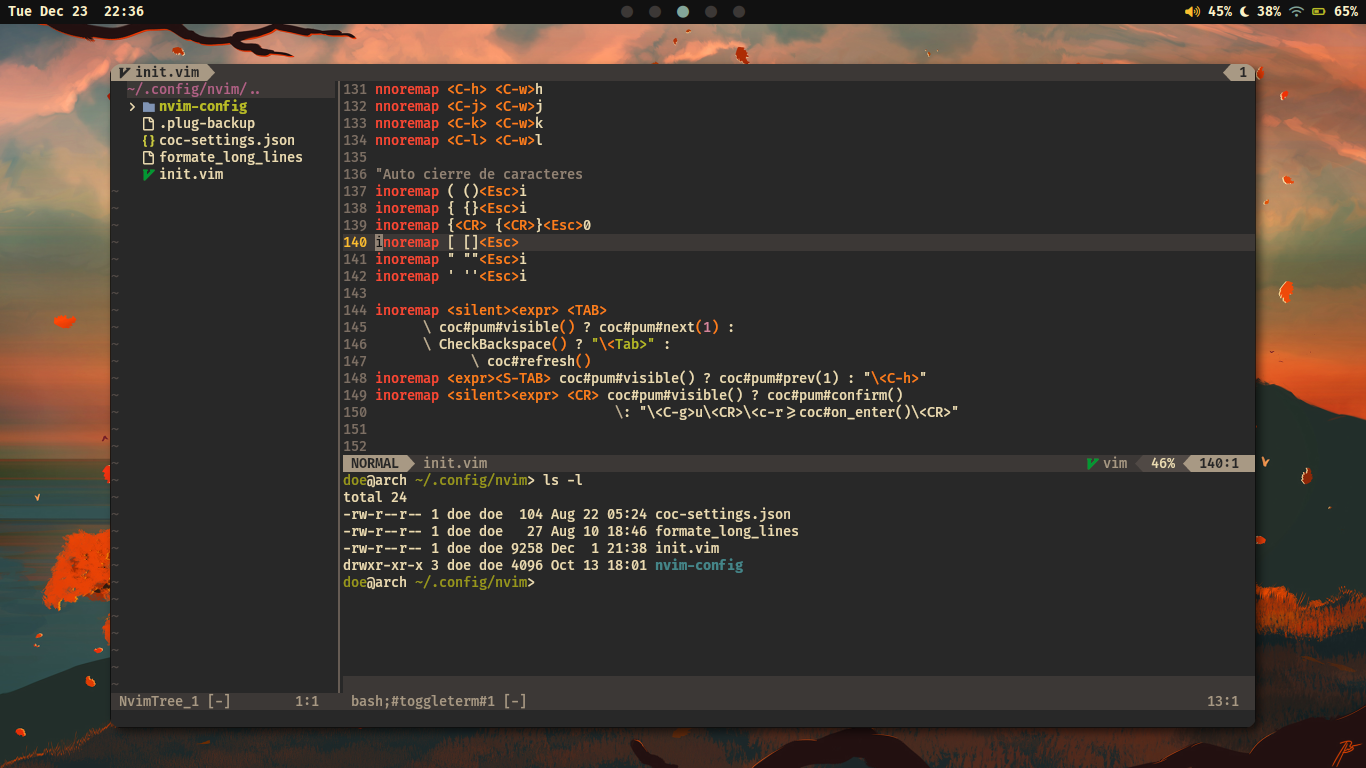 Tue Dec 23 22:36
45% 38% 65%
init.vim
1
~/.config/nvim/..
nvim-config
.plug-backup
{} coc-settings.json
formate_long_lines
init.vim
131 nnoremap <C-h> <C-w>h
132 nnoremap <C-j> <C-w>j
133 nnoremap <C-k> <C-w>k
134 nnoremap <C-l> <C-w>l
135
136 "Auto cierre de caracteres
137 inoremap ( ()<Esc>i
138 inoremap { {}<Esc>i
139 inoremap {<CR> {<CR>}<Esc>O
140 inoremap [ []<Esc>
141 inoremap " ""<Esc>i
142 inoremap ' ''<Esc>i
143
144 inoremap <silent><expr> <TAB>
145 \ coc#pum#visible() ? coc#pum#next(1) :
146 \ CheckBackspace() ? "\<Tab>" :
147 \ coc#refresh()
148 inoremap <expr><S-TAB> coc#pum#visible() ? coc#pum#prev(1) : "\<C-h>"
149 inoremap <silent><expr> <CR> coc#pum#visible() ? coc#pum#confirm()
150 \: "\<C-g>u\<CR>\<c-r>=coc#on_enter()\<CR>"
151
152
NORMAL init.vim vim 46% 140:1
doe@arch ~/.config/nvim> ls -l
total 24
-rw-r--r-- 1 doe doe 104 Aug 22 05:24 coc-settings.json
-rw-r--r-- 1 doe doe 27 Aug 10 18:46 formate_long_lines
-rw-r--r-- 1 doe doe 9258 Dec 1 21:38 init.vim
drwxr-xr-x 3 doe doe 4096 Oct 13 18:01 nvim-config
doe@arch ~/.config/nvim>
NvimTree_1 [-] 1:1
bash;#toggleterm#1 [-] 13:1